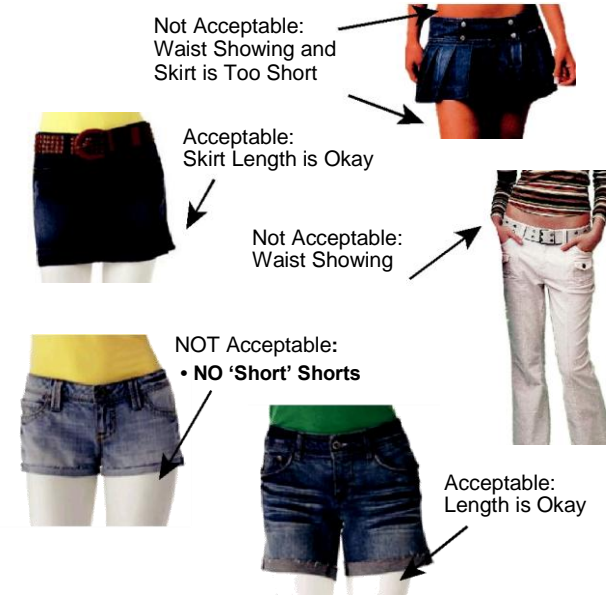 Not Acceptable:
Waist Showing and
Skirt is Too Short
Acceptable:
Skirt Length is Okay
Not Acceptable:
Waist Showing
NOT Acceptable:
• NO 'Short' Shorts
Acceptable:
Length is Okay